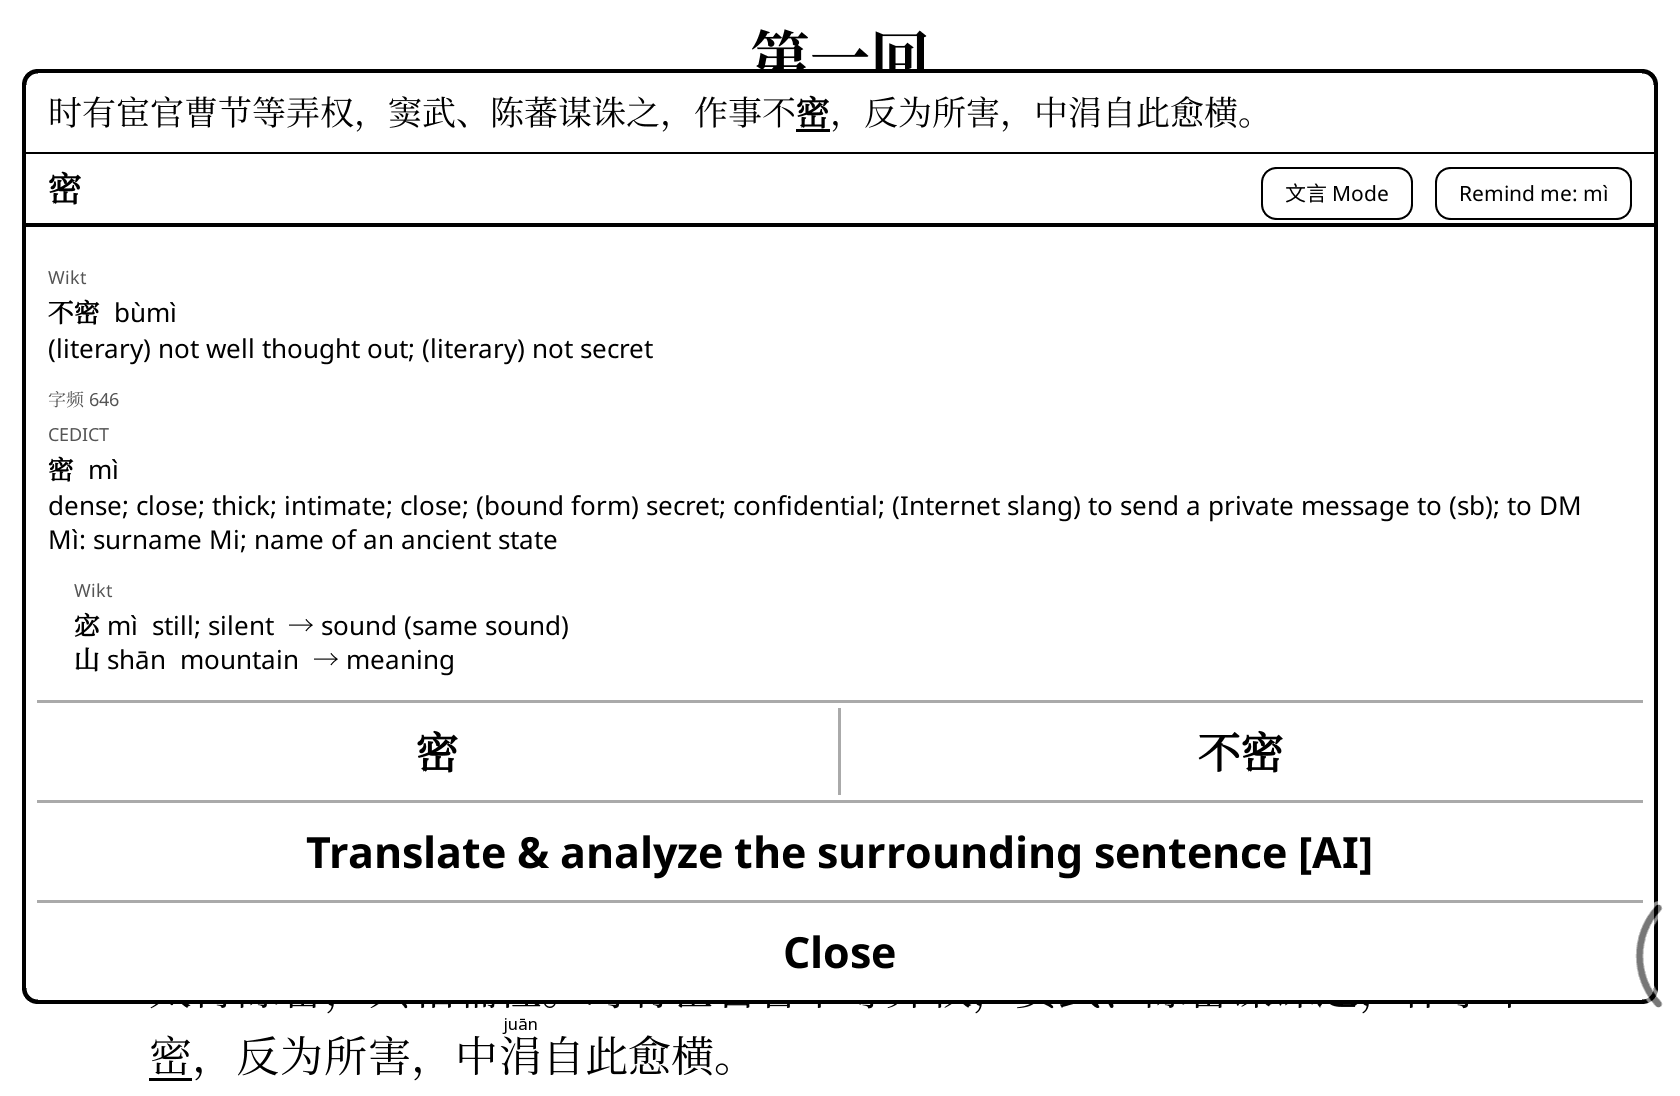 第一回
时有宦官曹节等弄权，窦武、陈蕃谋诛之，作事不密，反为所害，中涓自此愈横。
密
文言 Mode
Remind me: mì
Wikt
不密 bùmì
(literary) not well thought out; (literary) not secret
字频 646
CEDICT
密 mì
dense; close; thick; intimate; close; (bound form) secret; confidential; (Internet slang) to send a private message to (sb); to DM
Mì: surname Mi; name of an ancient state
Wikt
宓 mì still; silent → sound (same sound)
山 shān mountain → meaning
密
不密
Translate & analyze the surrounding sentence [AI]
Close
juān
密，反为所害，中涓自此愈横。